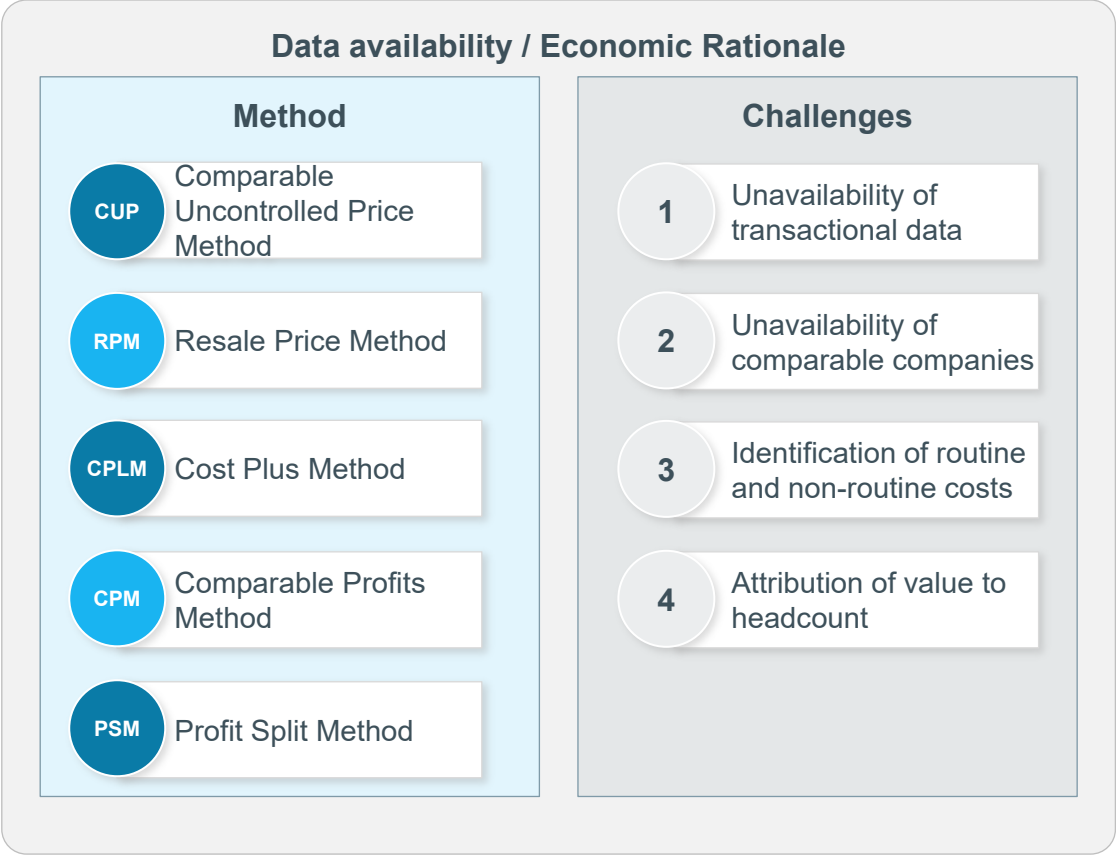 Data availability / Economic Rationale
Method
CUP
Comparable
Uncontrolled Price
Method
RPM
Resale Price Method
CPLM
Cost Plus Method
CPM
Comparable Profits
Method
PSM
Profit Split Method
Challenges
1
Unavailability of
transactional data
2
Unavailability of
comparable companies
3
Identification of routine
and non-routine costs
4
Attribution of value to
headcount